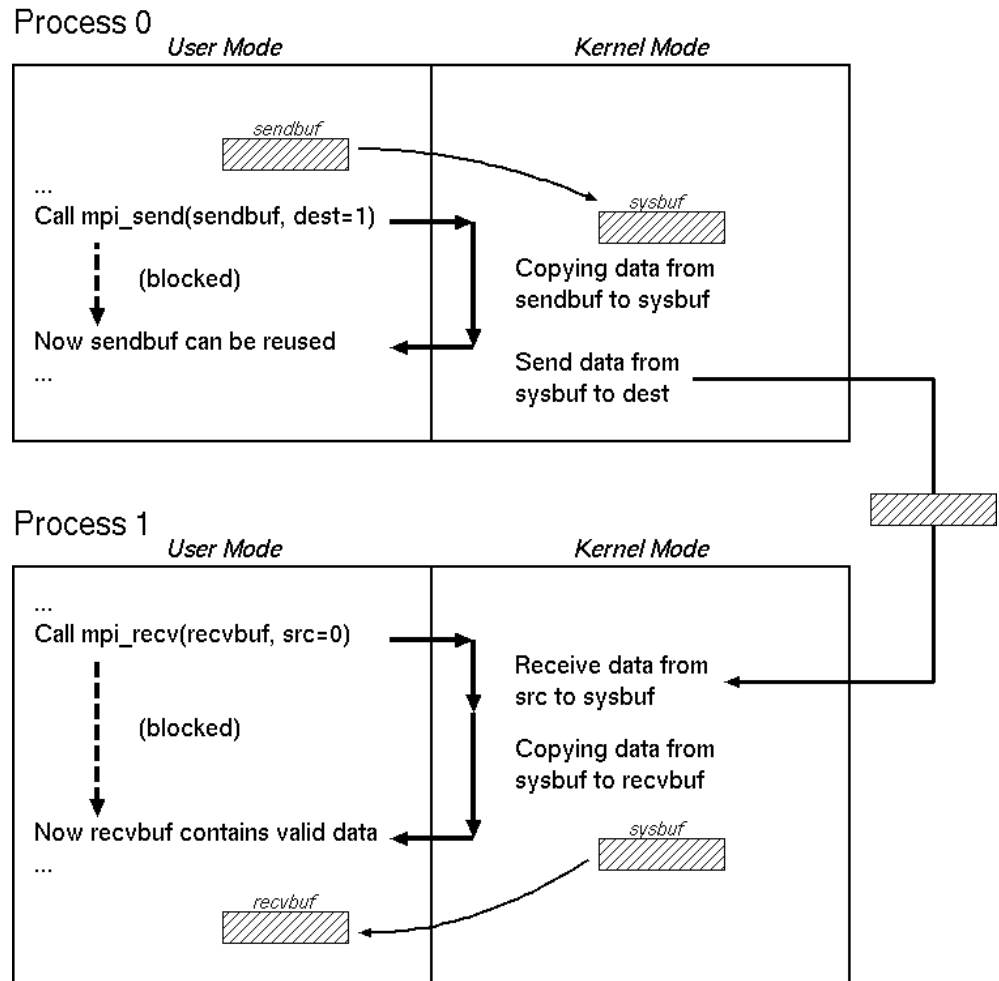 Process 0
User Mode
Kernel Mode
sendbuf
...
Call mpi_send(sendbuf, dest=1)
sysbuf
(blocked)
Copying data from
sendbuf to sysbuf
Now sendbuf can be reused
...
Send data from
sysbuf to dest
Process 1
User Mode
Kernel Mode
...
Call mpi_recv(recvbuf, src=0)
Receive data from
src to sysbuf
(blocked)
Copying data from
sysbuf to recvbuf
Now recvbuf contains valid data
...
sysbuf
recvbuf